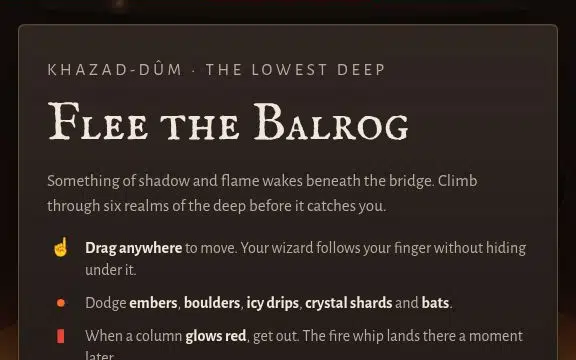 KHAZAD-DÛM · THE LOWEST DEEP
FLEE THE BALROG
Something of shadow and flame wakes beneath the bridge. Climb
through six realms of the deep before it catches you.
Drag anywhere to move. Your wizard follows your finger without hiding
under it.
Dodge embers, boulders, icy drips, crystal shards and bats.
When a column glows red, get out. The fire whip lands there a moment
later.